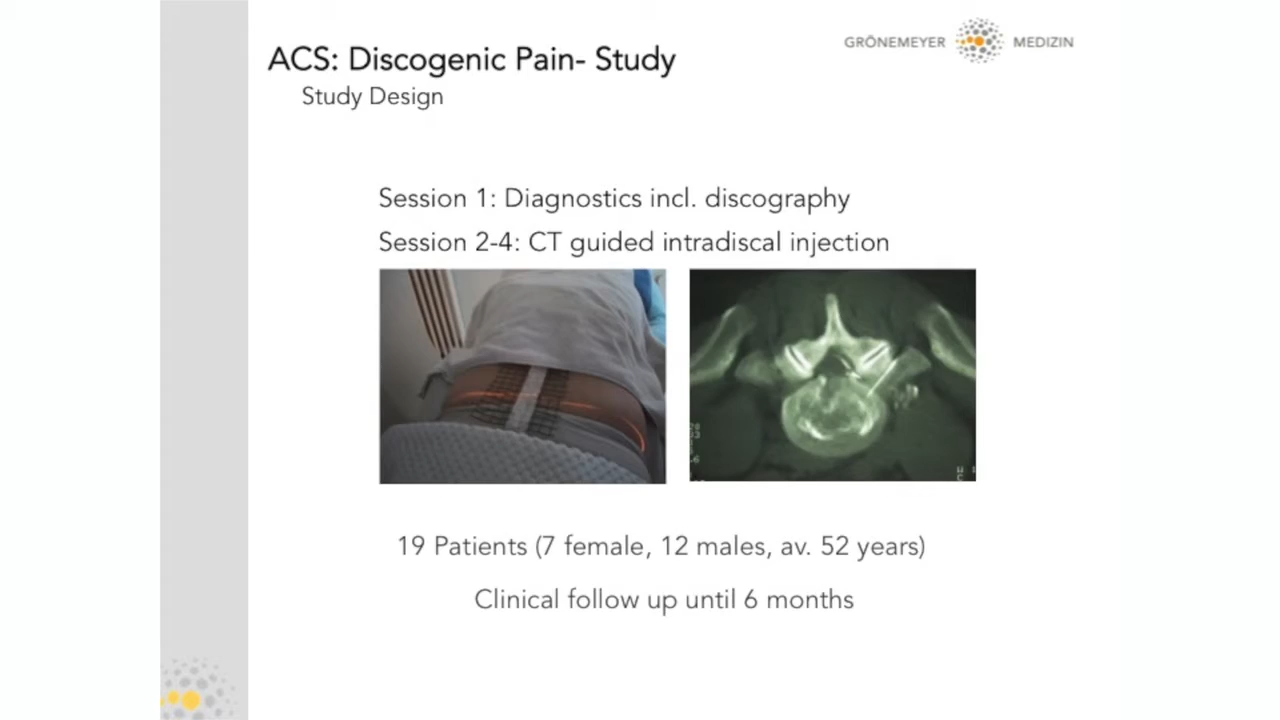 ACS: Discogenic Pain- Study
GRÖNEMEYER MEDIZIN
Study Design
Session 1: Diagnostics incl. discography
Session 2-4: CT guided intradiscal injection
19 Patients (7 female, 12 males, av. 52 years)
Clinical follow up until 6 months